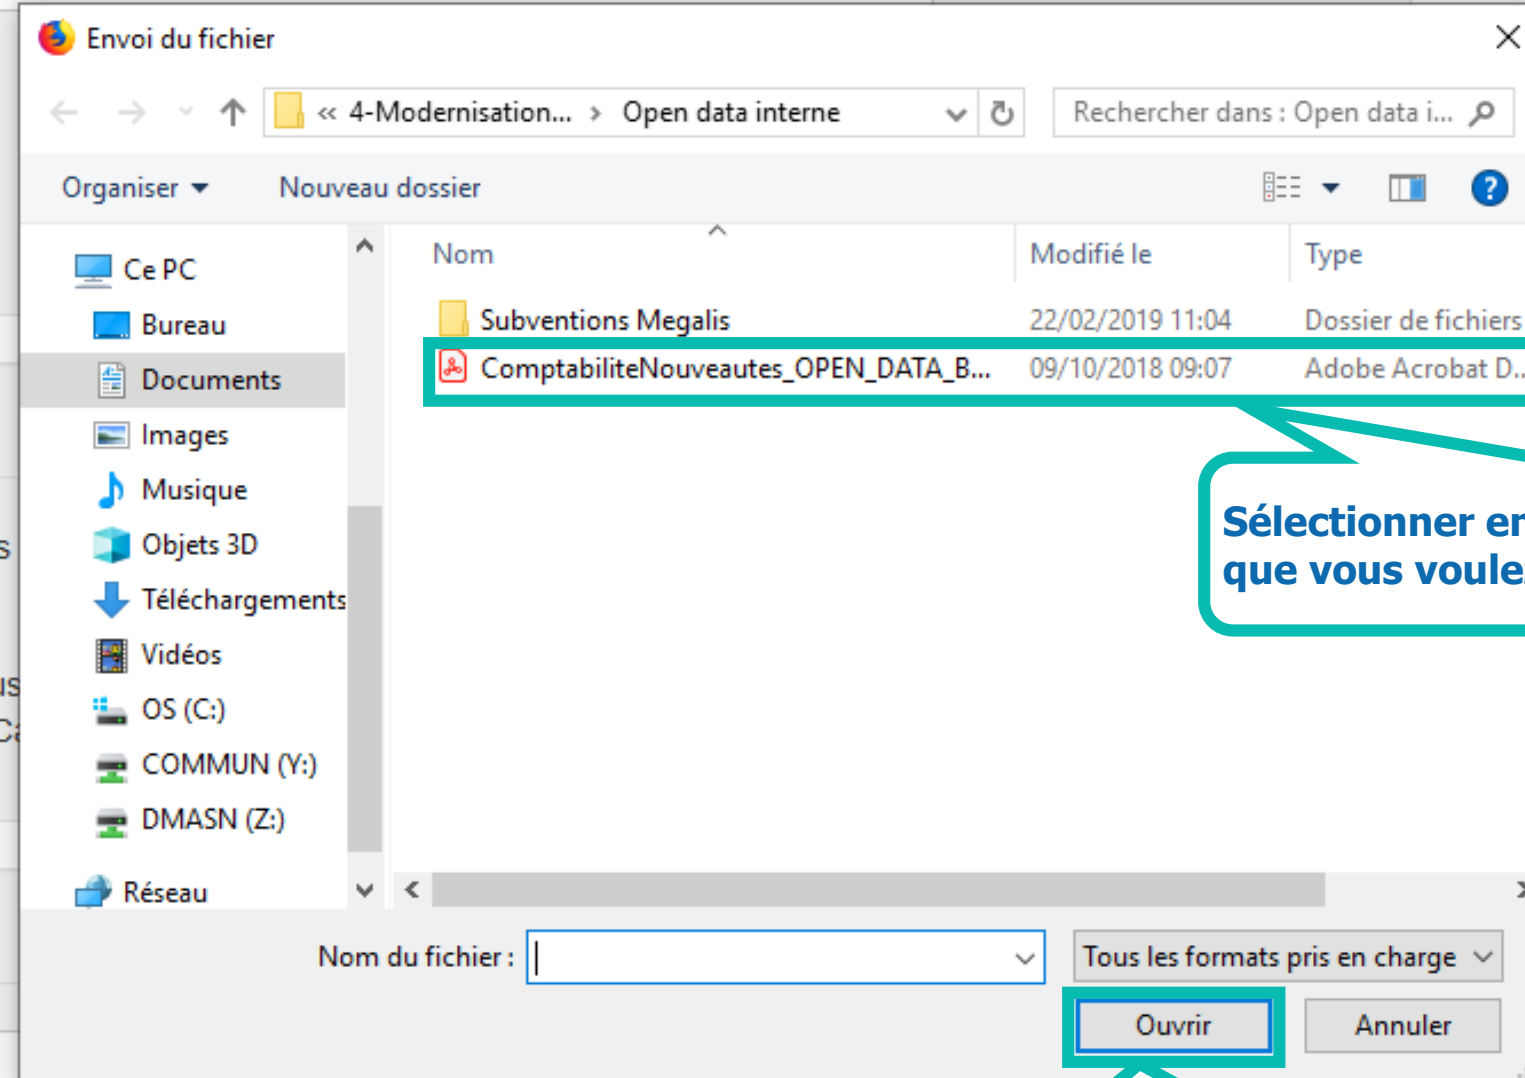 Envoi du fichier
« 4-Modernisation... > Open data interne
Rechercher dans : Open data i...
Organiser
Nouveau dossier
Nom
Modifié le
Type
Ce PC
Bureau
Documents
Images
Musique
Objets 3D
Téléchargements
Vidéos
OS (C:)
COMMUN (Y:)
DMASN (Z:)
Réseau
Subventions Megalis
22/02/2019 11:04
Dossier de fichiers
ComptabiliteNouveautes_OPEN_DATA_B...
09/10/2018 09:07
Adobe Acrobat D...
Sélectionner
que vous
Nom du fichier :
Tous les formats pris en charge
Ouvrir
Annuler